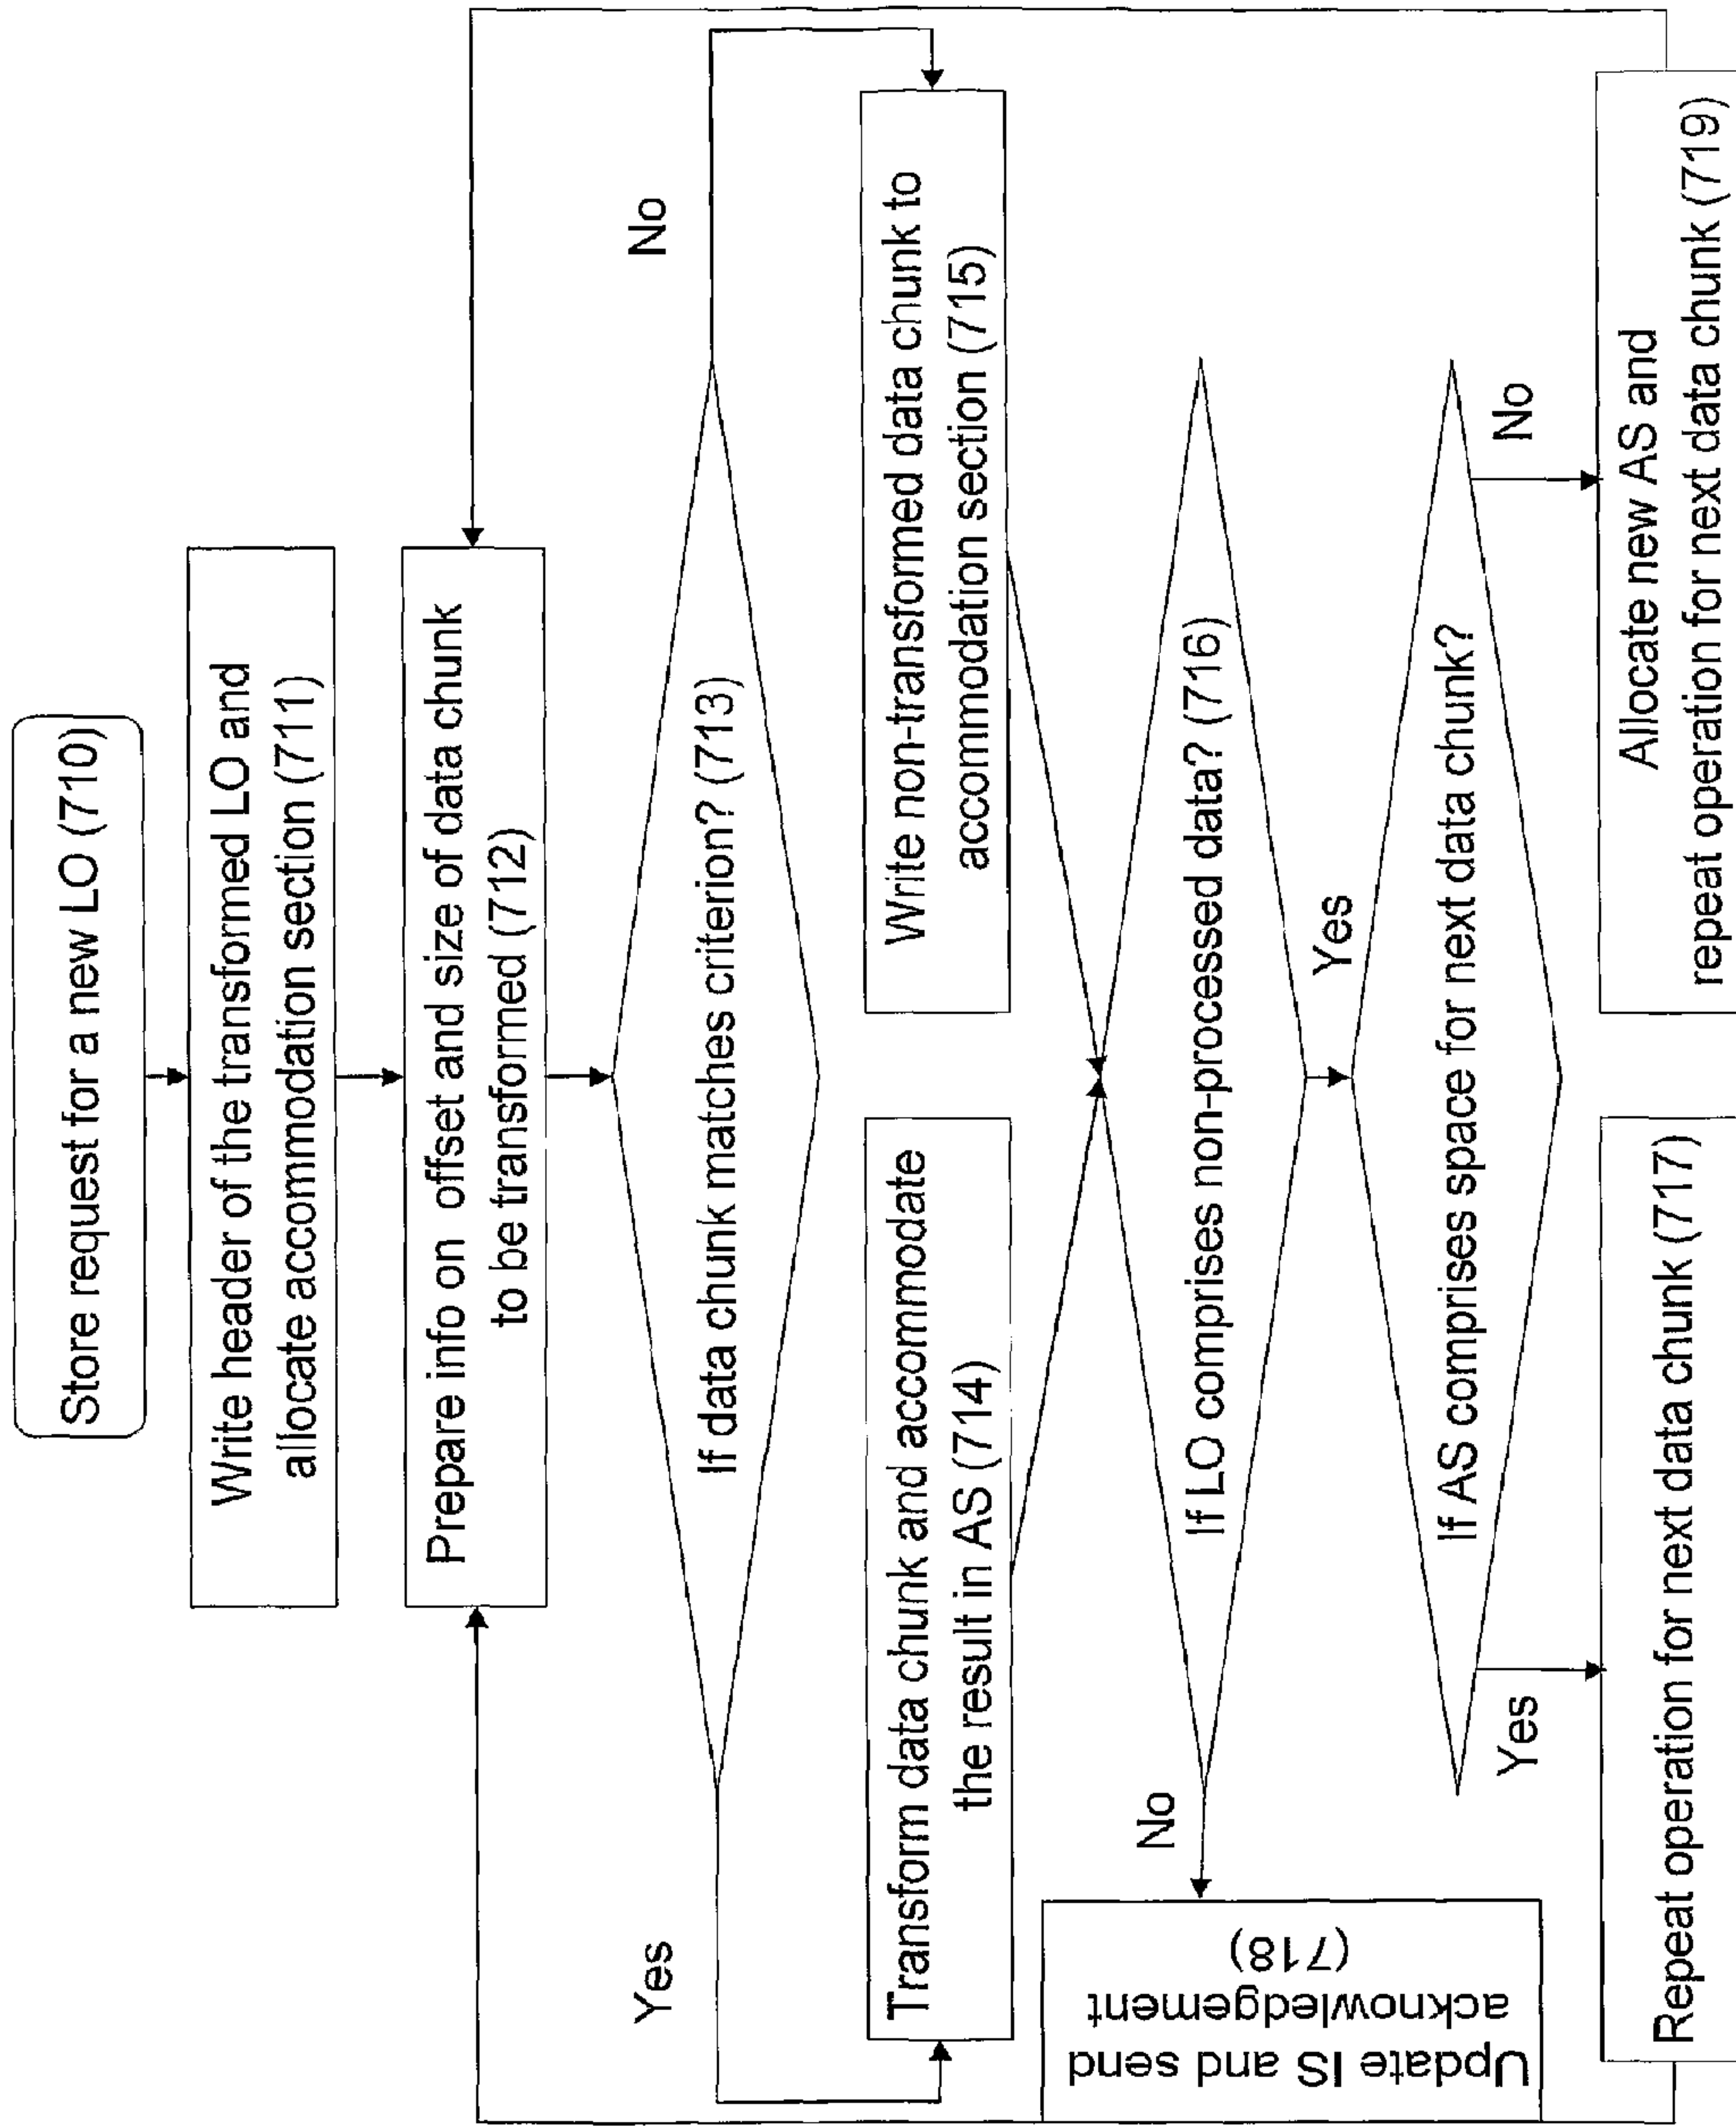 Store request for a new LO (710)
Write header of the transformed LO and
allocate accommodation section (711)
Prepare info on offset and size of data chunk
to be transformed (712)
If data chunk matches criterion? (713)
Yes
No
Transform data chunk and accommodate
the result in AS (714)
Write non-transformed data chunk to
accommodation section (715)
If LO comprises non-processed data? (716)
No
Yes
Update IS and send
acknowledgement
(718)
If AS comprises space for next data chunk?
Yes
No
Repeat operation for next data chunk (717)
Allocate new AS and
repeat operation for next data chunk (719)